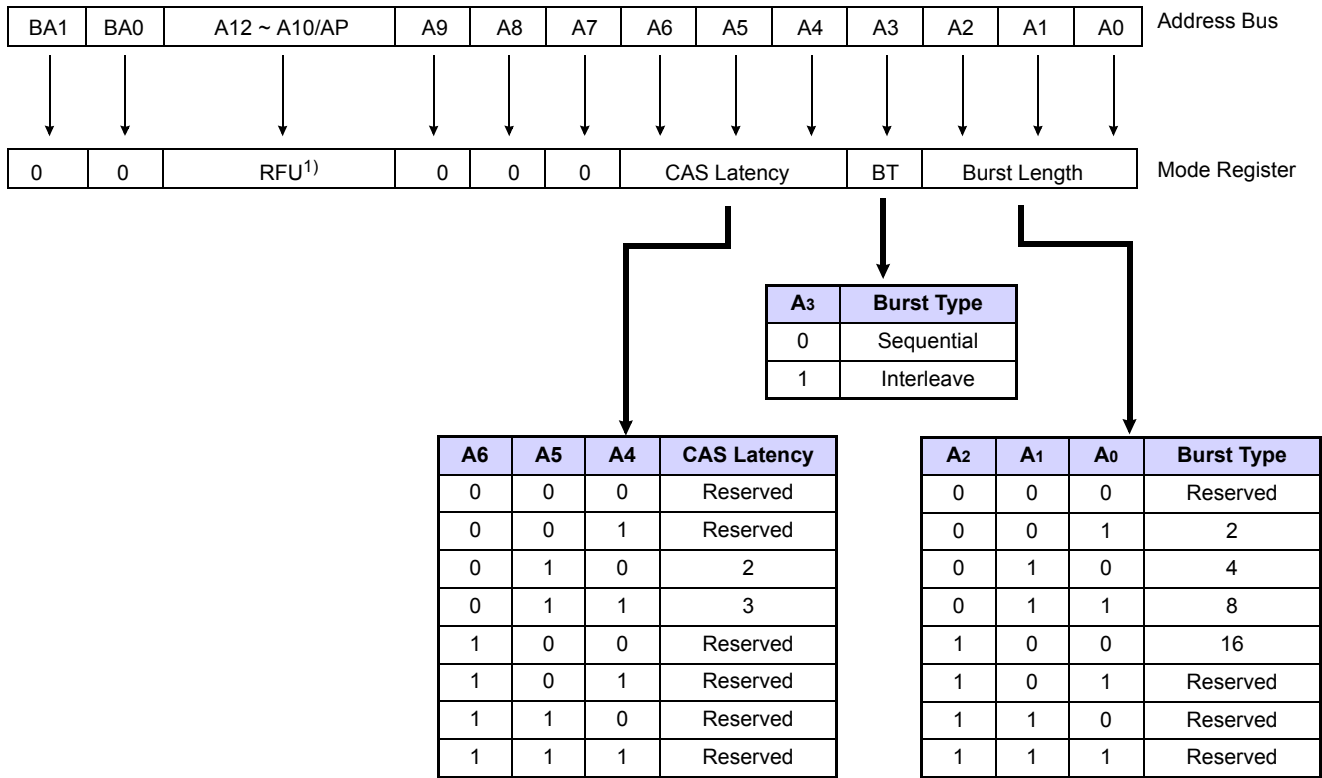 BA1 BA0 A12 ~ A10/AP A9 A8 A7 A6 A5 A4 A3 A2 A1 A0 Address Bus
0 0 RFU1) 0 0 0 CAS Latency BT Burst Length Mode Register
A3 Burst Type
0 Sequential
1 Interleave
A6 A5 A4 CAS Latency
0 0 0 Reserved
0 0 1 Reserved
0 1 0 2
0 1 1 3
1 0 0 Reserved
1 0 1 Reserved
1 1 0 Reserved
1 1 1 Reserved
A2 A1 A0 Burst Type
0 0 0 Reserved
0 0 1 2
0 1 0 4
0 1 1 8
1 0 0 16
1 0 1 Reserved
1 1 0 Reserved
1 1 1 Reserved